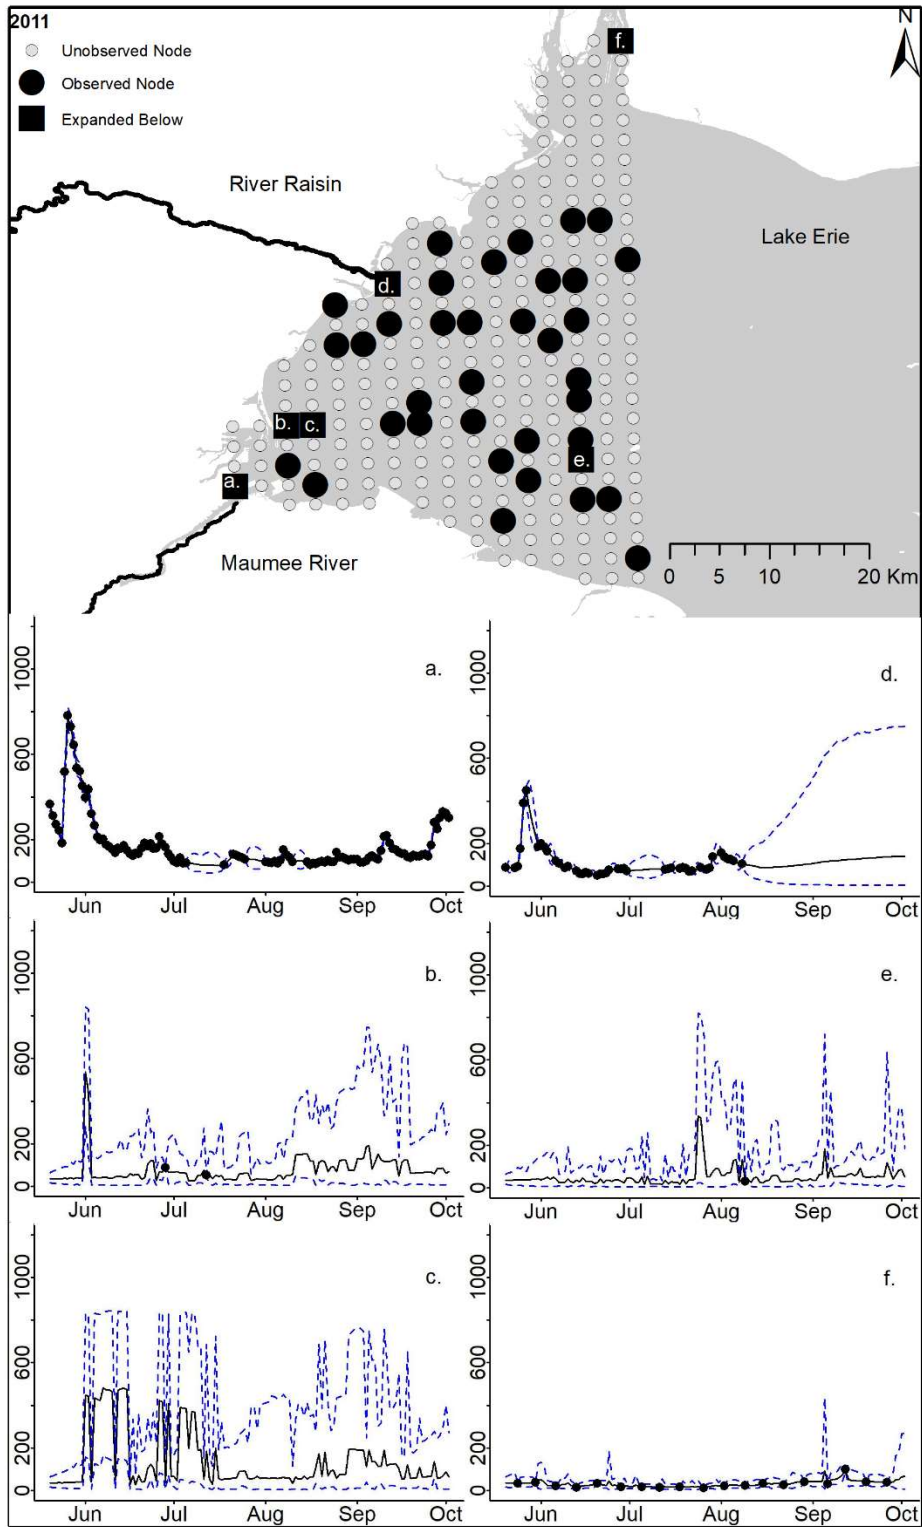 2011
N
Unobserved Node
Observed Node
Expanded Below
f.
River Raisin
Lake Erie
d.
b. c.
e.
a.
Maumee River
0 5 10 20 Km
a.
1000
600
200
0
Jun Jul Aug Sep Oct
d.
1000
600
200
0
Jun Jul Aug Sep Oct
b.
1000
600
200
0
Jun Jul Aug Sep Oct
e.
1000
600
200
0
Jun Jul Aug Sep Oct
c.
1000
600
200
0
Jun Jul Aug Sep Oct
f.
1000
600
200
0
Jun Jul Aug Sep Oct